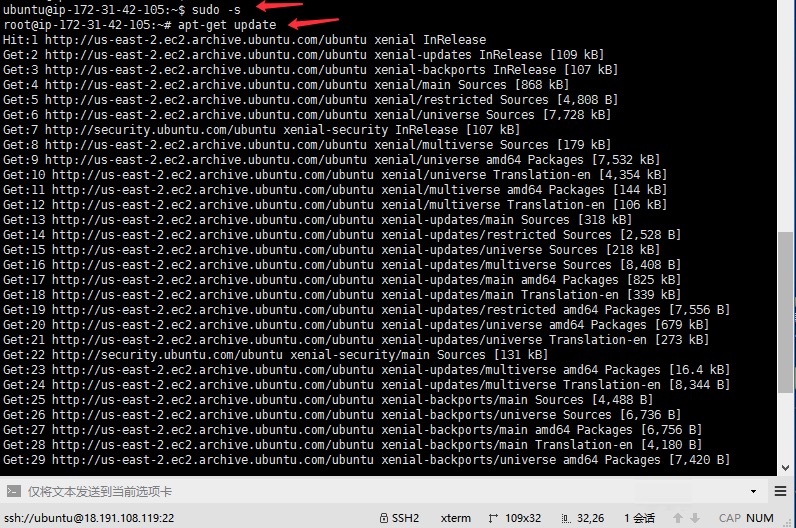 ubuntu@ip-172-31-42-105:~$ sudo -s
root@ip-172-31-42-105:~# apt-get update
Hit:1 http://us-east-2.ec2.archive.ubuntu.com/ubuntu xenial InRelease
Get:2 http://us-east-2.ec2.archive.ubuntu.com/ubuntu xenial-updates InRelease [109 kB]
Get:3 http://us-east-2.ec2.archive.ubuntu.com/ubuntu xenial-backports InRelease [107 kB]
Get:4 http://us-east-2.ec2.archive.ubuntu.com/ubuntu xenial/main Sources [868 kB]
Get:5 http://us-east-2.ec2.archive.ubuntu.com/ubuntu xenial/restricted Sources [4,808 B]
Get:6 http://us-east-2.ec2.archive.ubuntu.com/ubuntu xenial/universe Sources [7,728 kB]
Get:7 http://security.ubuntu.com/ubuntu xenial-security InRelease [107 kB]
Get:8 http://us-east-2.ec2.archive.ubuntu.com/ubuntu xenial/multiverse Sources [179 kB]
Get:9 http://us-east-2.ec2.archive.ubuntu.com/ubuntu xenial/universe amd64 Packages [7,532 kB]
Get:10 http://us-east-2.ec2.archive.ubuntu.com/ubuntu xenial/universe Translation-en [4,354 kB]
Get:11 http://us-east-2.ec2.archive.ubuntu.com/ubuntu xenial/multiverse amd64 Packages [144 kB]
Get:12 http://us-east-2.ec2.archive.ubuntu.com/ubuntu xenial/multiverse Translation-en [106 kB]
Get:13 http://us-east-2.ec2.archive.ubuntu.com/ubuntu xenial-updates/main Sources [318 kB]
Get:14 http://us-east-2.ec2.archive.ubuntu.com/ubuntu xenial-updates/restricted Sources [2,528 B]
Get:15 http://us-east-2.ec2.archive.ubuntu.com/ubuntu xenial-updates/universe Sources [218 kB]
Get:16 http://us-east-2.ec2.archive.ubuntu.com/ubuntu xenial-updates/multiverse Sources [8,408 B]
Get:17 http://us-east-2.ec2.archive.ubuntu.com/ubuntu xenial-updates/main amd64 Packages [825 kB]
Get:18 http://us-east-2.ec2.archive.ubuntu.com/ubuntu xenial-updates/main Translation-en [339 kB]
Get:19 http://us-east-2.ec2.archive.ubuntu.com/ubuntu xenial-updates/restricted amd64 Packages [7,556 B]
Get:20 http://us-east-2.ec2.archive.ubuntu.com/ubuntu xenial-updates/universe amd64 Packages [679 kB]
Get:21 http://us-east-2.ec2.archive.ubuntu.com/ubuntu xenial-updates/universe Translation-en [273 kB]
Get:22 http://security.ubuntu.com/ubuntu xenial-security/main Sources [131 kB]
Get:23 http://us-east-2.ec2.archive.ubuntu.com/ubuntu xenial-updates/multiverse amd64 Packages [16.4 kB]
Get:24 http://us-east-2.ec2.archive.ubuntu.com/ubuntu xenial-updates/multiverse Translation-en [8,344 B]
Get:25 http://us-east-2.ec2.archive.ubuntu.com/ubuntu xenial-backports/main Sources [4,488 B]
Get:26 http://us-east-2.ec2.archive.ubuntu.com/ubuntu xenial-backports/universe Sources [6,736 B]
Get:27 http://us-east-2.ec2.archive.ubuntu.com/ubuntu xenial-backports/main amd64 Packages [6,756 B]
Get:28 http://us-east-2.ec2.archive.ubuntu.com/ubuntu xenial-backports/main Translation-en [4,180 B]
Get:29 http://us-east-2.ec2.archive.ubuntu.com/ubuntu xenial-backports/universe amd64 Packages [7,420 B]
仅将文本发送到当前选项卡
ssh://ubuntu@18.191.108.119:22 SSH2 xterm 109x32 32,26 1 会话 CAP NUM